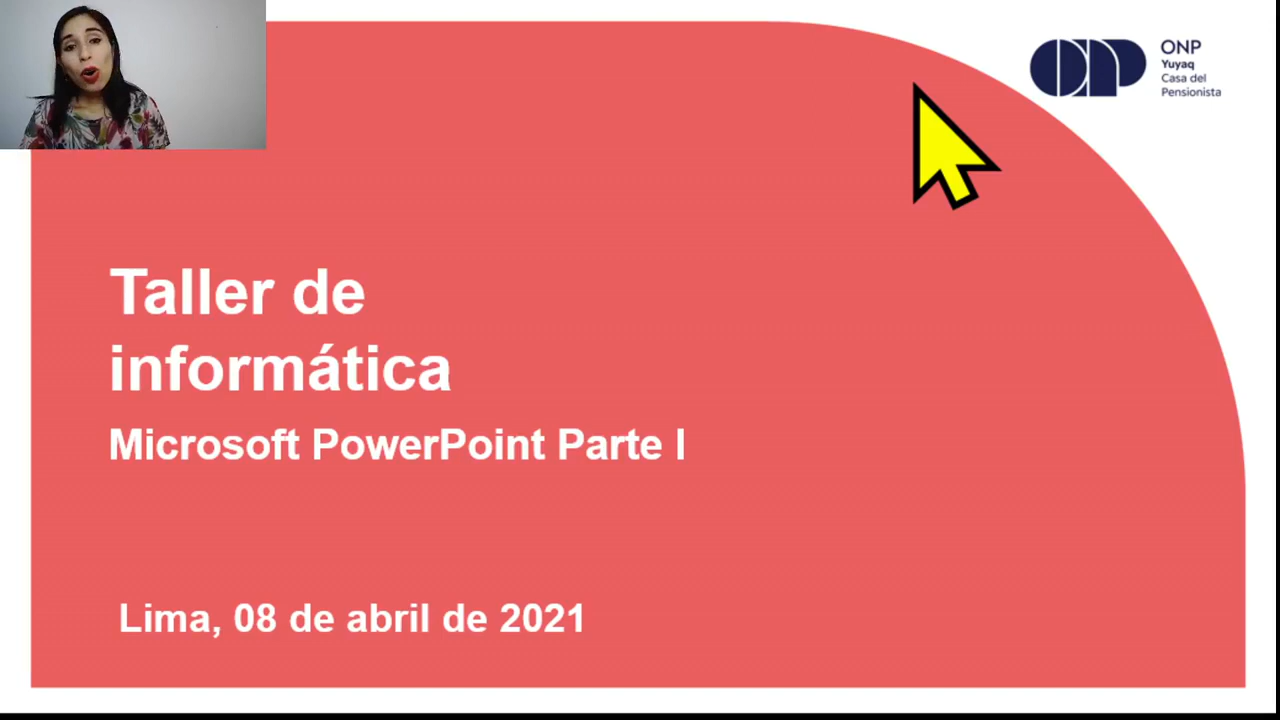 ONP
Yuyaq
Casa del
Pensionista
Taller de
informática
Microsoft PowerPoint Parte I
Lima, 08 de abril de 2021